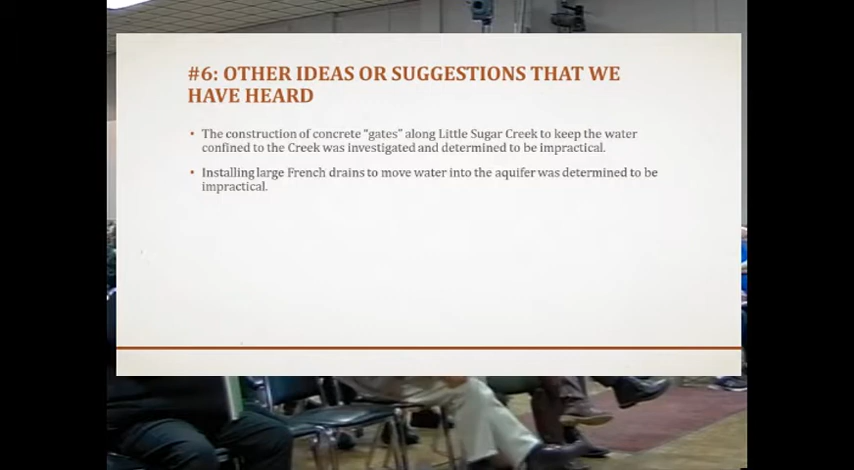 #6: OTHER IDEAS OR SUGGESTIONS THAT WE
HAVE HEARD
• The construction of concrete "gates" along Little Sugar Creek to keep the water
confined to the Creek was investigated and determined to be impractical.
• Installing large French drains to move water into the aquifer was determined to be
impractical.